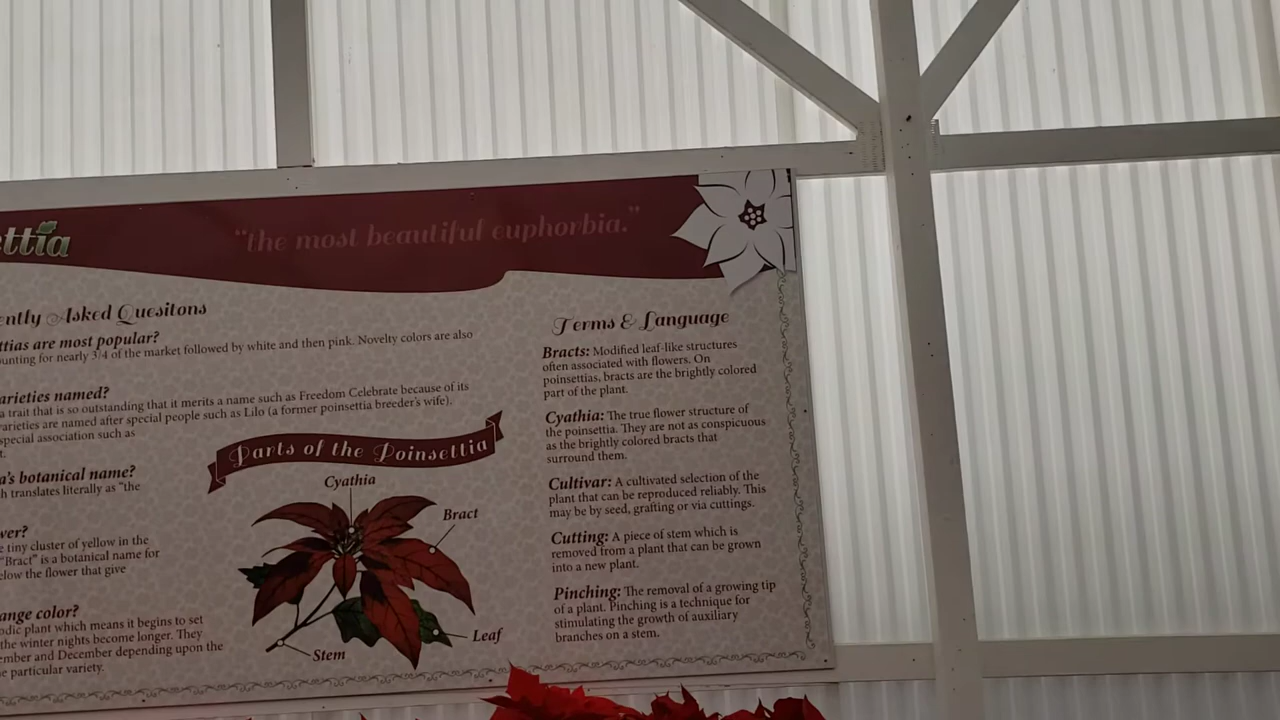 ettia
"the most beautiful euphorbia."
ently Asked Quesitons
ttias are most popular?
unting for nearly 3/4 of the market followed by white and then pink. Novelty colors are also
arieties named?
a trait that is so outstanding that it merits a name such as Freedom Celebrate because of its
varieties are named after special people such as Lilo (a former poinsettia breeder's wife),
special association such as
t.
a's botanical name?
h translates literally as "the
wer?
e tiny cluster of yellow in the
"Bract" is a botanical name for
elow the flower that give
ange color?
odic plant which means it begins to set
the winter nights become longer. They
ember and December depending upon the
e particular variety.
Parts of the Poinsettia
Cyathia
Bract
Leaf
Stem
Terms & Language
Bracts: Modified leaf-like structures
often associated with flowers. On
poinsettias, bracts are the brightly colored
part of the plant.
Cyathia: The true flower structure of
the poinsettia. They are not as conspicuous
as the brightly colored bracts that
surround them.
Cultivar: A cultivated selection of the
plant that can be reproduced reliably. This
may be by seed, grafting or via cuttings.
Cutting: A piece of stem which is
removed from a plant that can be grown
into a new plant.
Pinching: The removal of a growing tip
of a plant. Pinching is a technique for
stimulating the growth of auxiliary
branches on a stem.